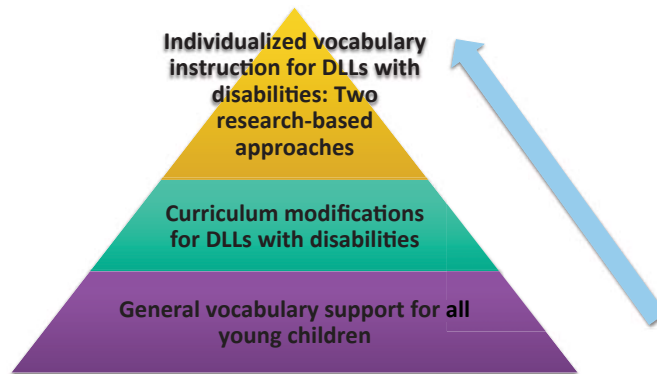 Individualized vocabulary
instruction for DLLs with
disabilities: Two
research-based
approaches
Curriculum modifications
for DLLs with disabilities
General vocabulary support for all
young children